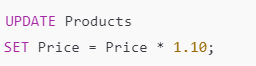 UPDATE Products
SET Price = Price * 1.10;